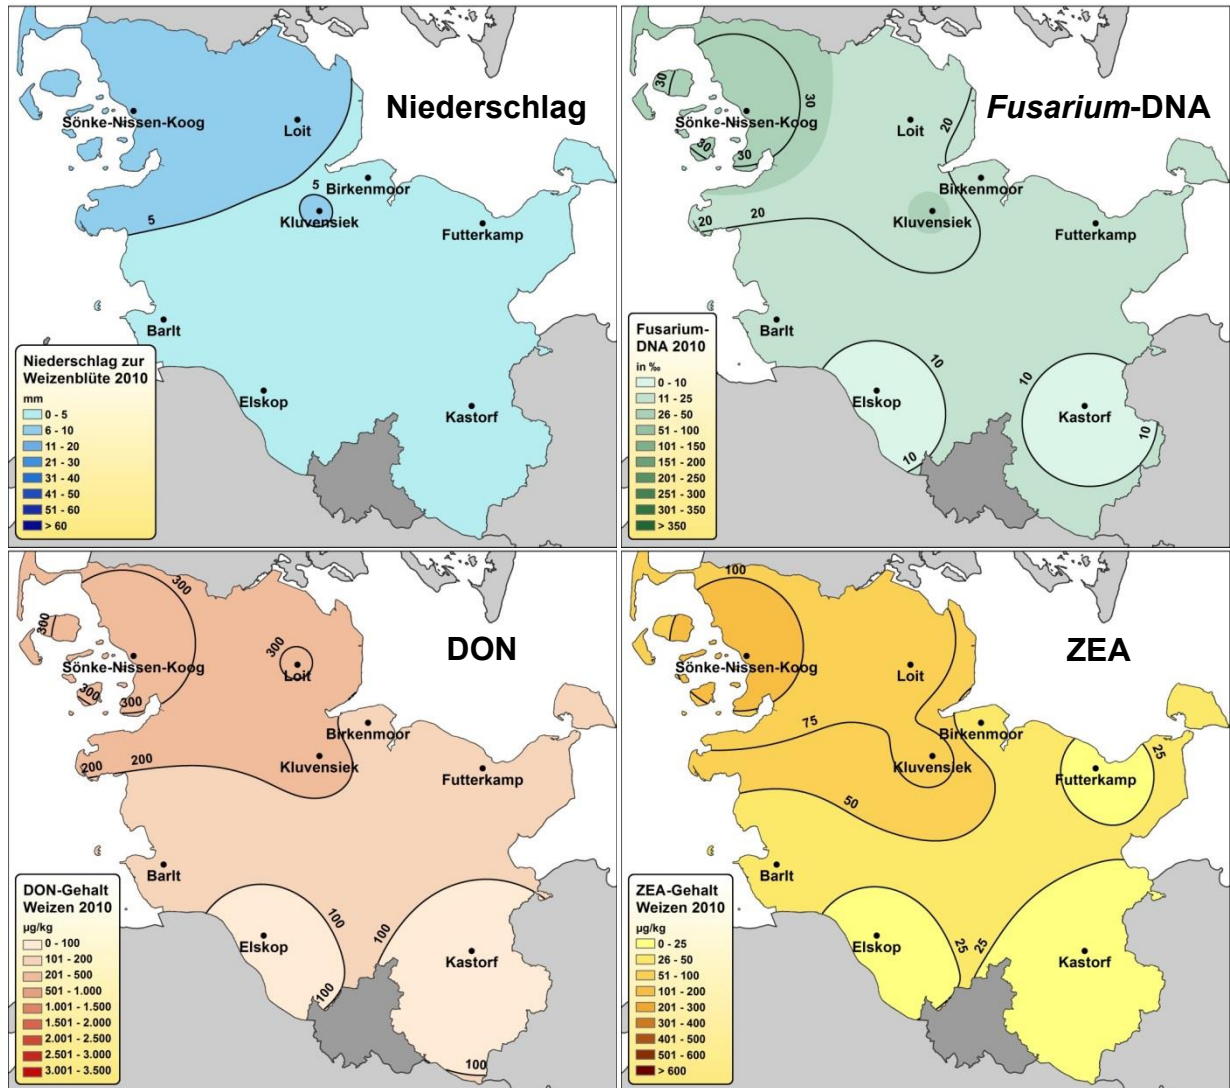 Niederschlag
Sönke-Nissen-Koog
Loit
5
Birkenmoor
Kluvensiek
5
Futterkamp
Barlt
Elskop
Kastorf
Niederschlag zur
Weizenblüte 2010
mm
0 - 5
6 - 10
11 - 20
21 - 30
31 - 40
41 - 50
51 - 60
> 60
Fusarium-DNA
30
30
Sönke-Nissen-Koog
Loit
20
30
30
Birkenmoor
20
20
Kluvensiek
Futterkamp
Barlt
10
10
Elskop
Kastorf
10
10
Fusarium-
DNA 2010
in ‰
0 - 10
11 - 25
26 - 50
51 - 100
101 - 150
151 - 200
201 - 250
251 - 300
301 - 350
> 350
300
300
DON
300
Sönke-Nissen-Koog
Loit
300
300
Birkenmoor
200
200
Kluvensiek
Futterkamp
Barlt
100
100
Elskop
Kastorf
100
100
DON-Gehalt
Weizen 2010
µg/kg
0 - 100
101 - 200
201 - 500
501 - 1.000
1.001 - 1.500
1.501 - 2.000
2.001 - 2.500
2.501 - 3.000
3.001 - 3.500
100
ZEA
Sönke-Nissen-Koog
Loit
75
Birkenmoor
25
Kluvensiek
Futterkamp
50
Barlt
Elskop
25
25
Kastorf
ZEA-Gehalt
Weizen 2010
µg/kg
0 - 25
26 - 50
51 - 100
101 - 200
201 - 300
301 - 400
401 - 500
501 - 600
> 600